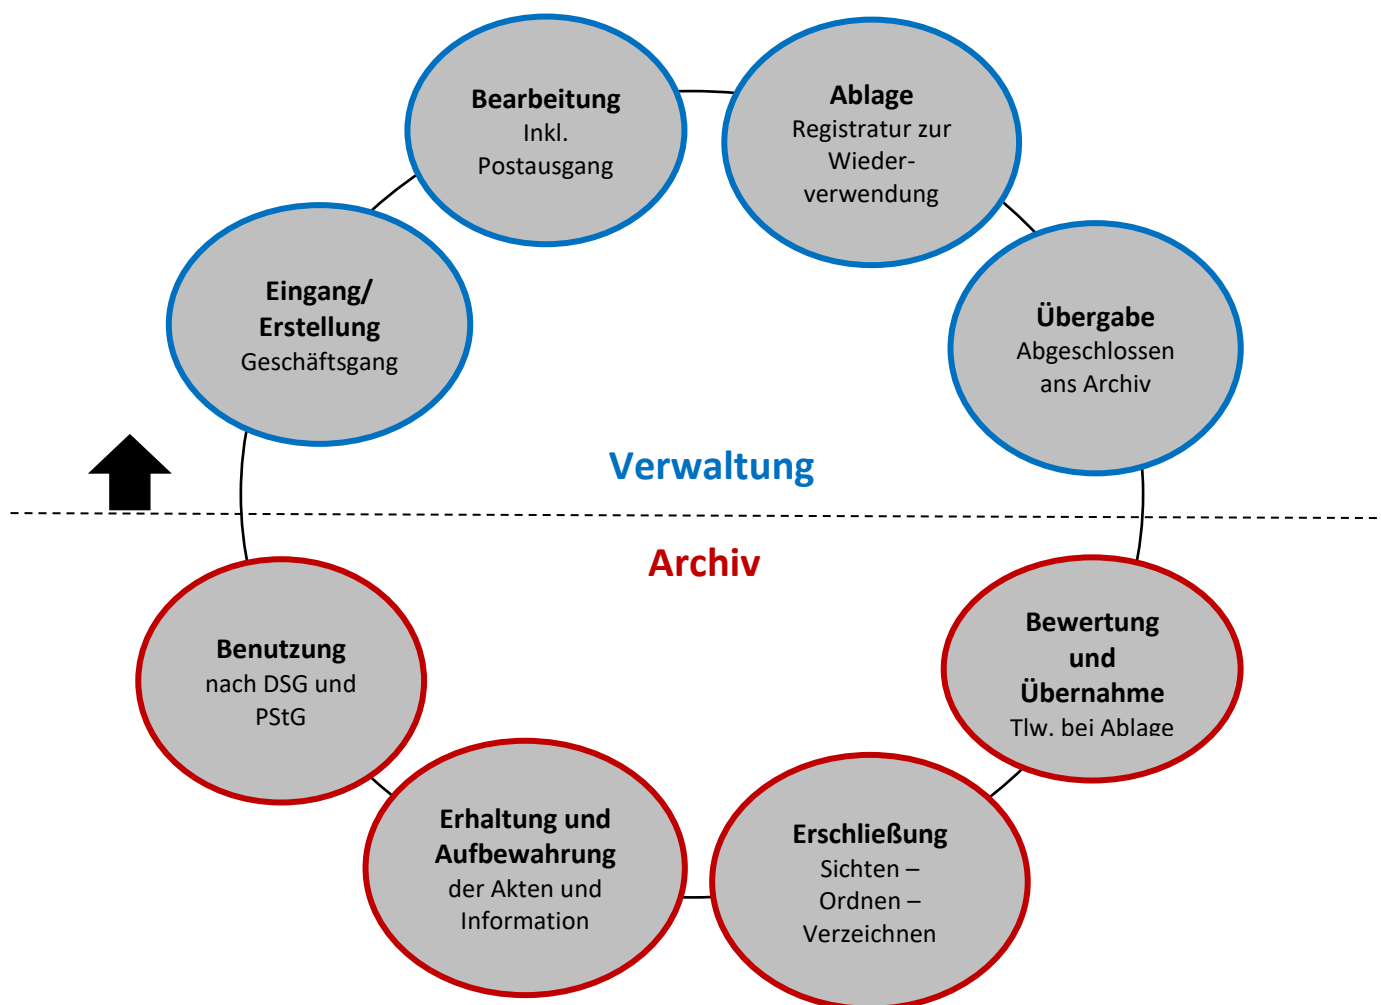 Bearbeitung
Inkl.
Postausgang
Ablage
Registratur zur
Wieder-
verwendung
Eingang/
Erstellung
Geschäftsgang
Übergabe
Abgeschlossen
ans Archiv
Verwaltung
Archiv
Benutzung
nach DSG und
PStG
Bewertung
und
Übernahme
Tlw. bei Ablage
Erhaltung und
Aufbewahrung
der Akten und
Information
Erschließung
Sichten –
Ordnen –
Verzeichnen